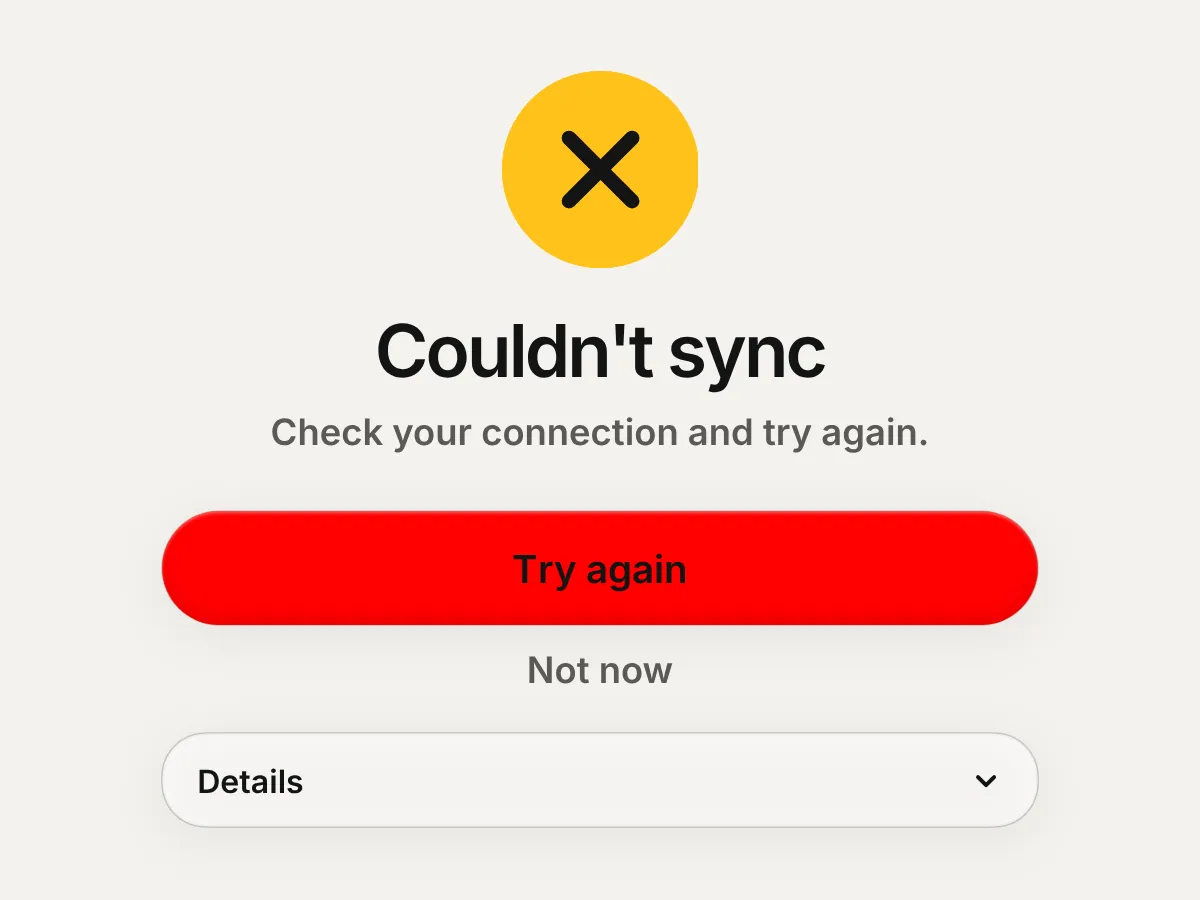 Couldn't sync
Check your connection and try again.
Try again
Not now
Details